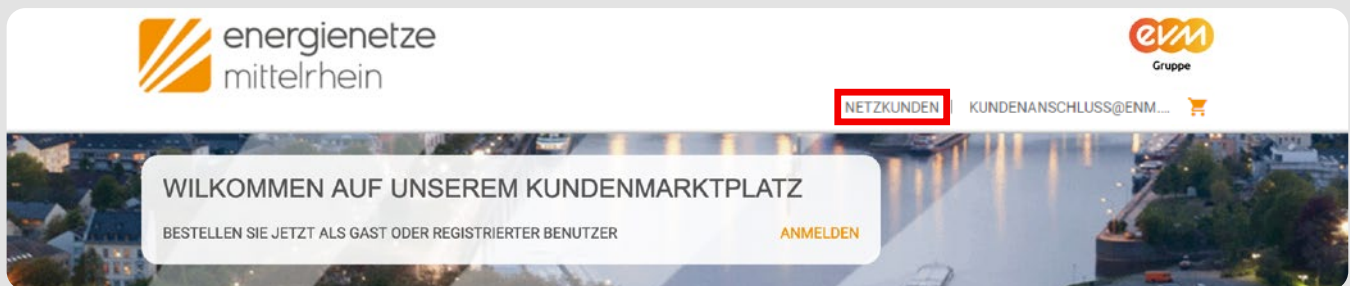 energienetze
mittelrhein
evm
Gruppe
NETZKUNDEN | KUNDENANSCHLUSS@ENM....
WILKOMMEN AUF UNSEREM KUNDENMARKTPLATZ
BESTELLEN SIE JETZT ALS GAST ODER REGISTRIERTER BENUTZER
ANMELDEN